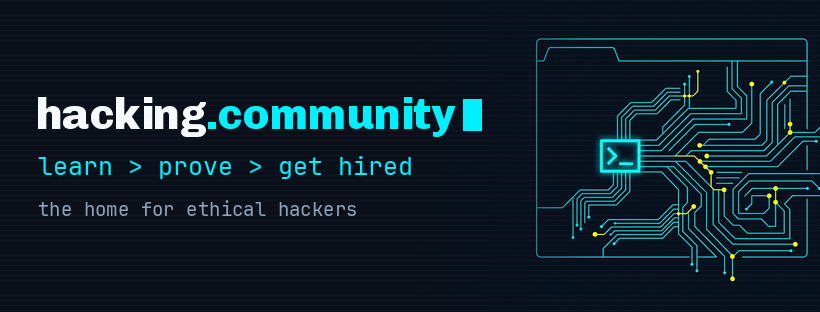 hacking.community
learn > prove > get hired
the home for ethical hackers
>_